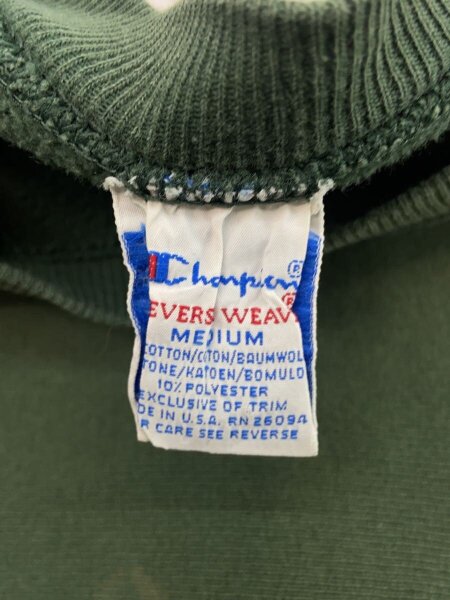 Champion®
EVERS WEAV®
MEDIUM
COTTON/COTON/BAUMWOL
TONE/KATOEN/BOMULD
10% POLYESTER
EXCLUSIVE OF TRIM
DE IN U.S.A. RN 26094
R CARE SEE REVERSE